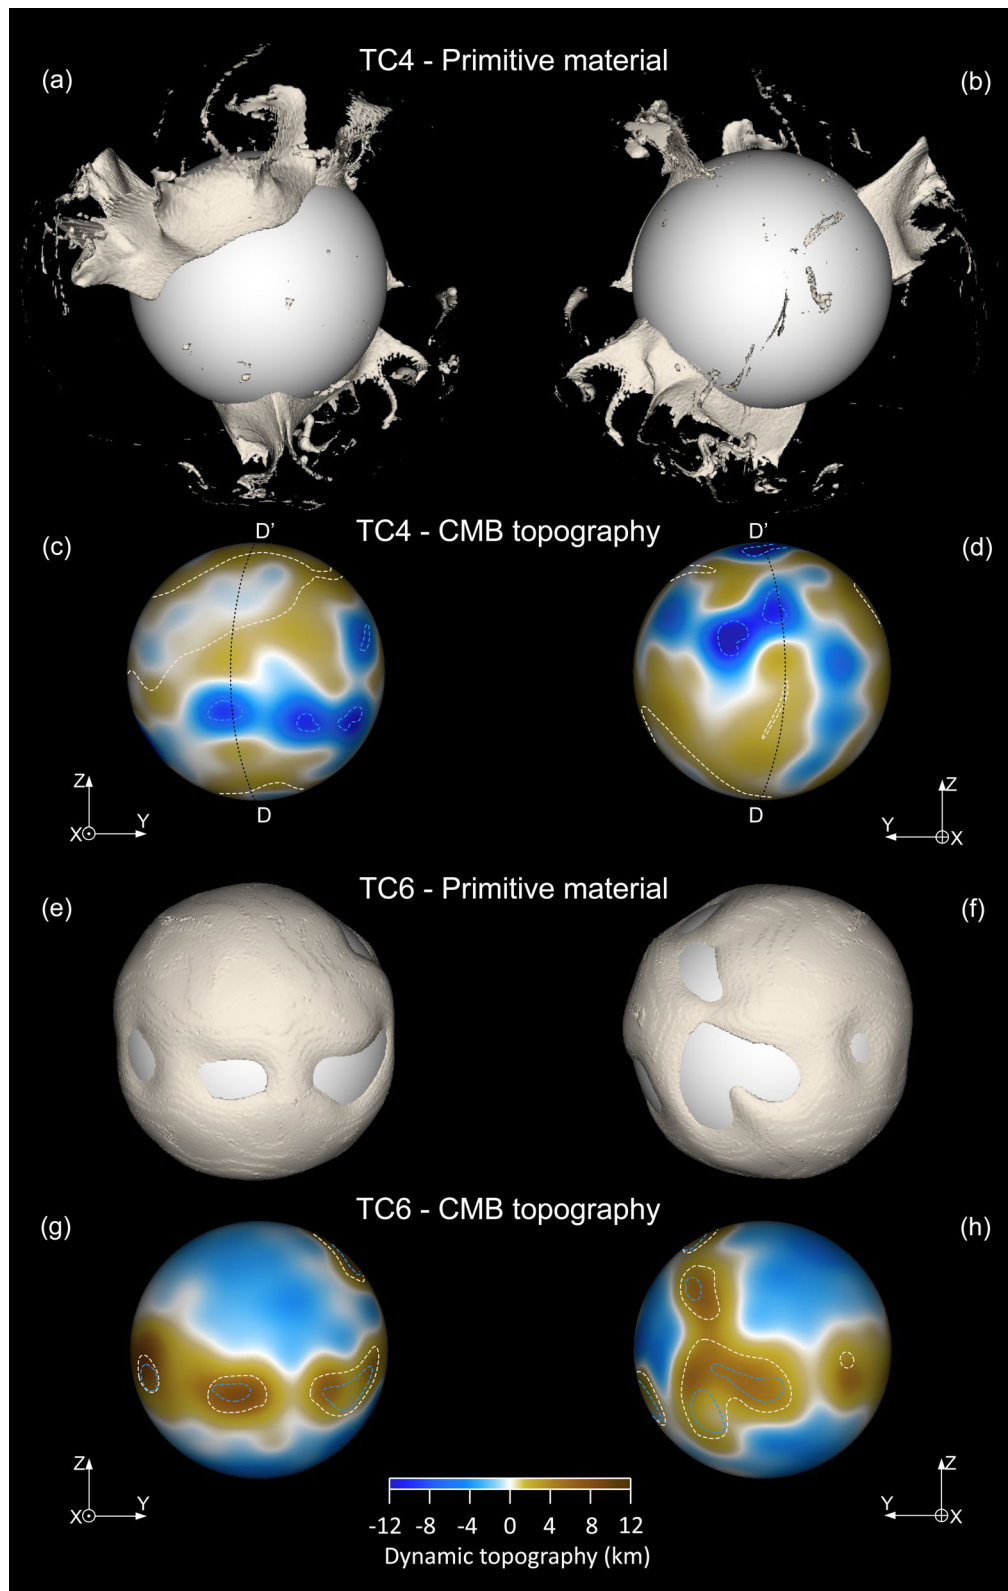 TC4 - Primitive material
(a)
(b)
TC4 - CMB topography
(c)
(d)
D’
D’
D
D
Z
X
Y
Z
Y
X
TC6 - Primitive material
(e)
(f)
TC6 - CMB topography
(g)
(h)
Z
X
Y
Z
Y
X
-12 -8 -4 0 4 8 12
Dynamic topography (km)